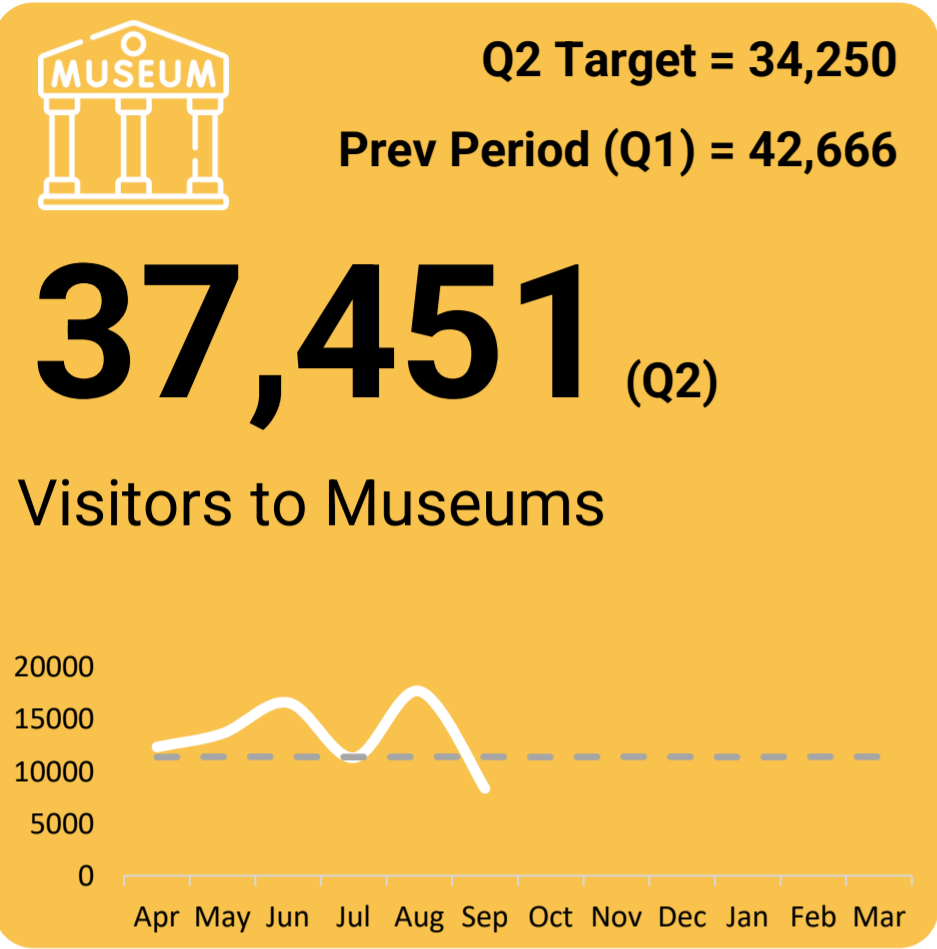 MUSEUM
Q2 Target = 34,250
Prev Period (Q1) = 42,666
37,451 (Q2)
Visitors to Museums
20000
15000
10000
5000
0
Apr May Jun Jul Aug Sep Oct Nov Dec Jan Feb Mar